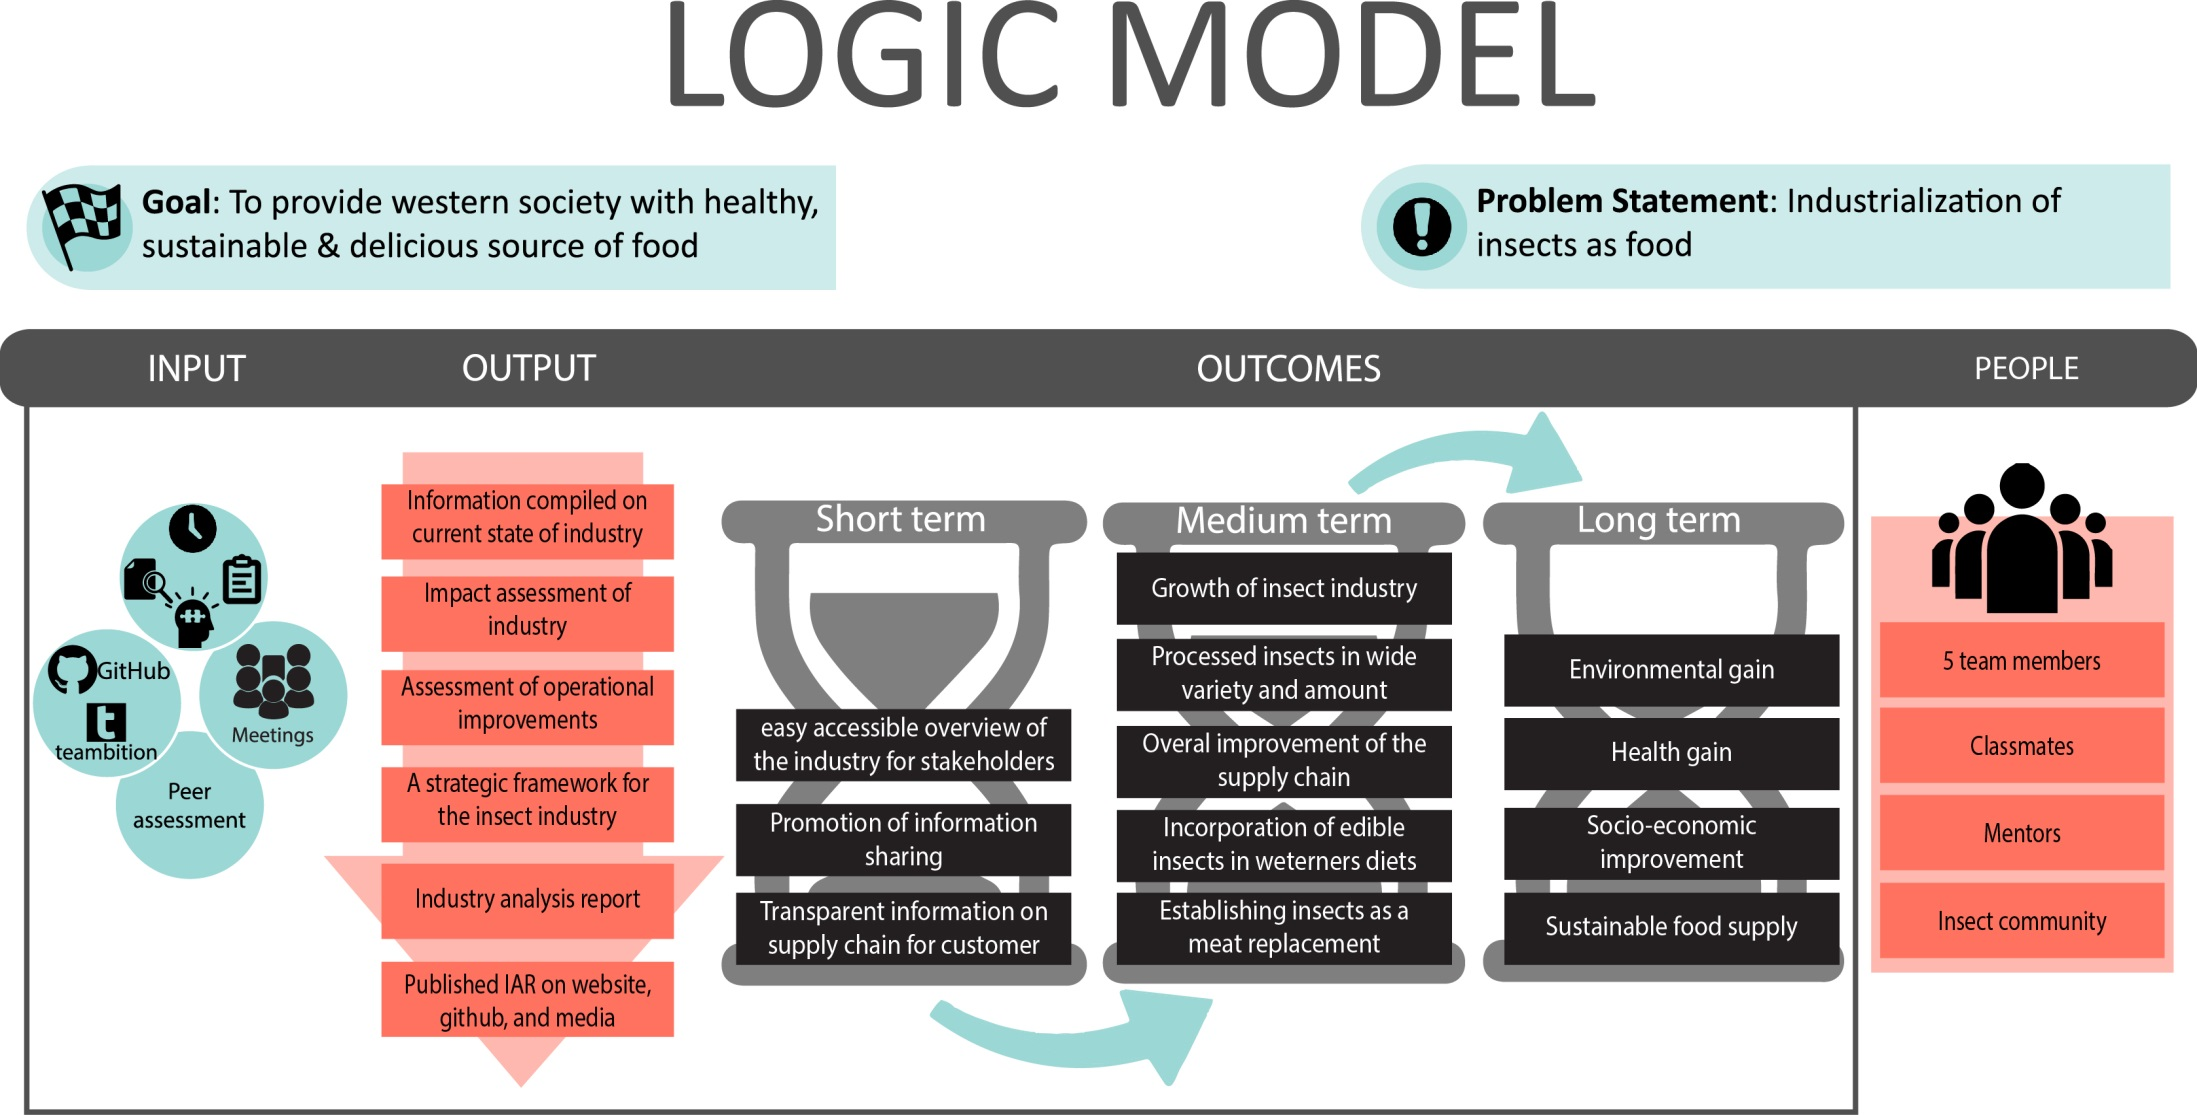 LOGIC MODEL
Goal: To provide western society with healthy,
sustainable & delicious source of food
Problem Statement: Industrialization of
insects as food
INPUT
OUTPUT
OUTCOMES
PEOPLE
GitHub
t
teambition
Meetings
Peer
assessment
Information compiled on
current state of industry
Impact assessment of
industry
Assessment of operational
improvements
A strategic framework for
the insect industry
Industry analysis report
Published IAR on website,
github, and media
Short term
easy accessible overview of
the industry for stakeholders
Promotion of information
sharing
Transparent information on
supply chain for customer
Medium term
Growth of insect industry
Processed insects in wide
variety and amount
Overal improvement of the
supply chain
Incorporation of edible
insects in weterners diets
Establishing insects as a
meat replacement
Long term
Environmental gain
Health gain
Socio-economic
improvement
Sustainable food supply
5 team members
Classmates
Mentors
Insect community